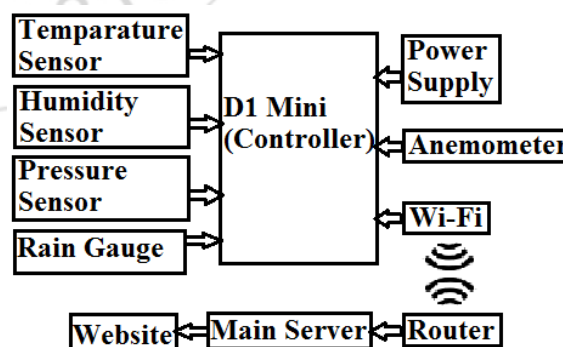 Temparature
Sensor
Humidity
Sensor
Pressure
Sensor
Rain Gauge
D1 Mini
(Controller)
Power
Supply
Anemometer
Wi-Fi
Router
Main Server
Website